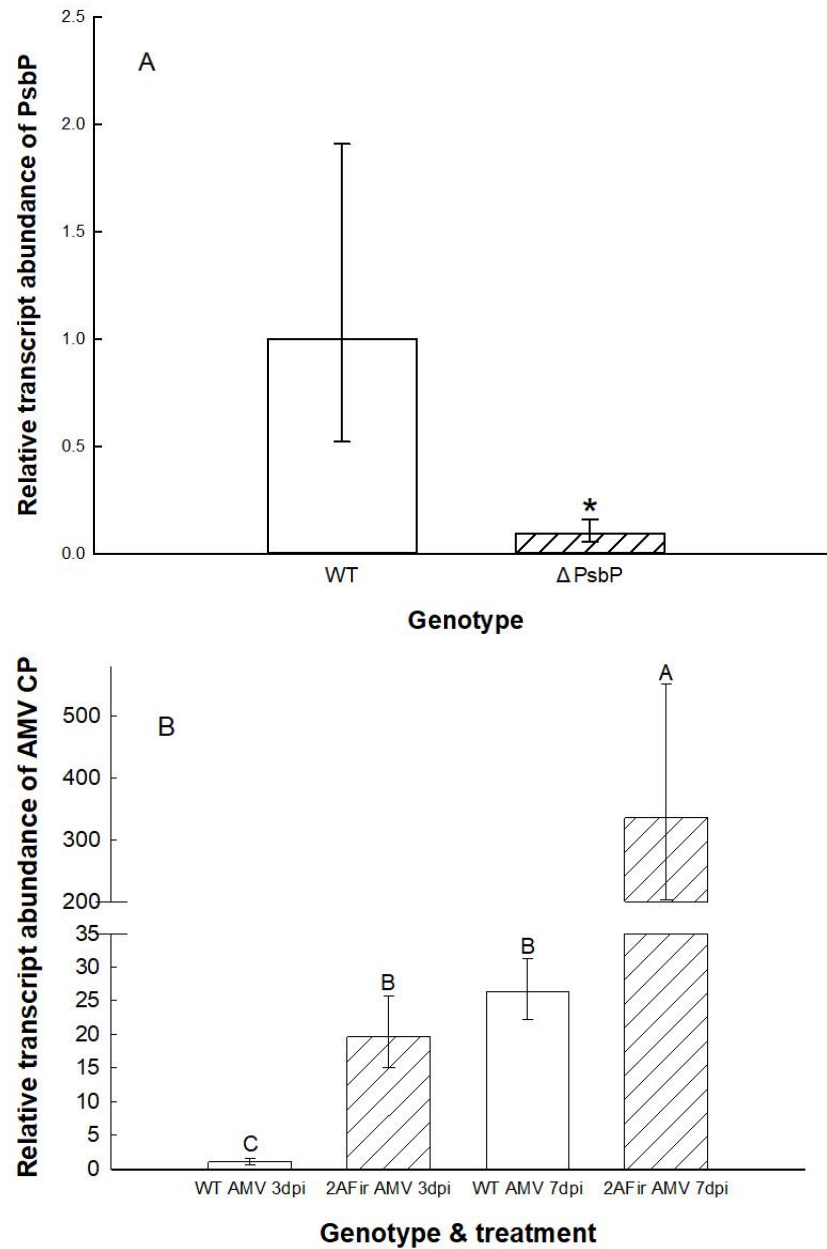 Relative transcript abundance of PsbP
2.5
2.0
1.5
1.0
0.5
0.0
A
*
WT
Δ PsbP
Genotype
Relative transcript abundance of AMV CP
500
400
300
200
35
30
25
20
15
10
5
0
B
C
B
B
A
WT AMV 3dpi
2AFir AMV 3dpi
WT AMV 7dpi
2AFir AMV 7dpi
Genotype & treatment